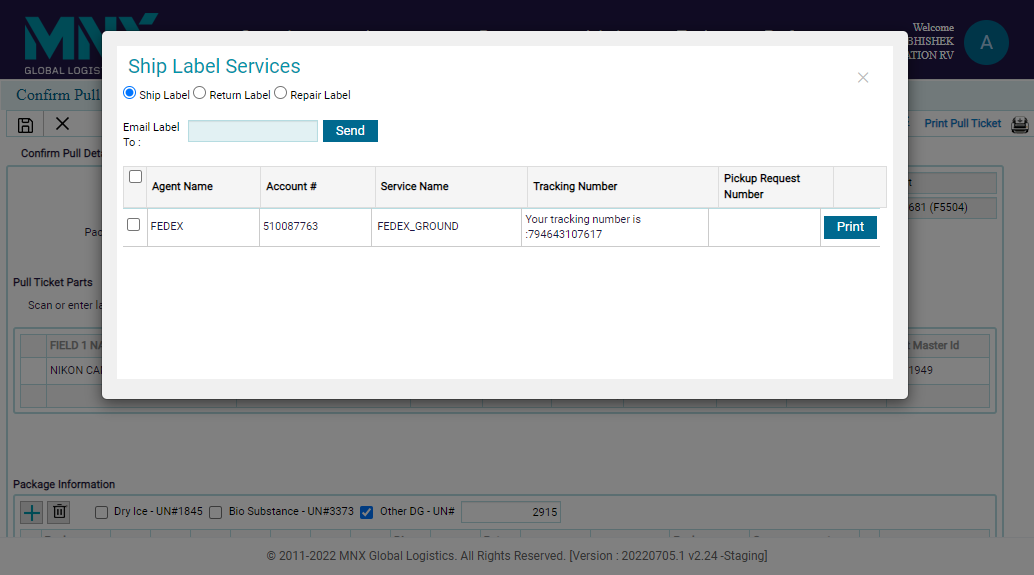 MNX
GLOBAL LOGIST
Welcome
BHISHEK
ATION RV
A
Ship Label Services
Confirm Pull
Ship Label Return Label Repair Label
Print Pull Ticket
Email Label
To :
Send
Confirm Pull Deta
Agent Name Account # Service Name Tracking Number Pickup Request
Number
FEDEX 510087763 FEDEX_GROUND Your tracking number is
:794643107617
Print
681 (F5504)
Pac
Pull Ticket Parts
Scan or enter la
FIELD 1 NA Master Id
NIKON CA 1949
Package Information
Dry Ice - UN#1845 Bio Substance - UN#3373 Other DG - UN# 2915
© 2011-2022 MNX Global Logistics. All Rights Reserved. [Version : 20220705.1 v2.24 -Staging]